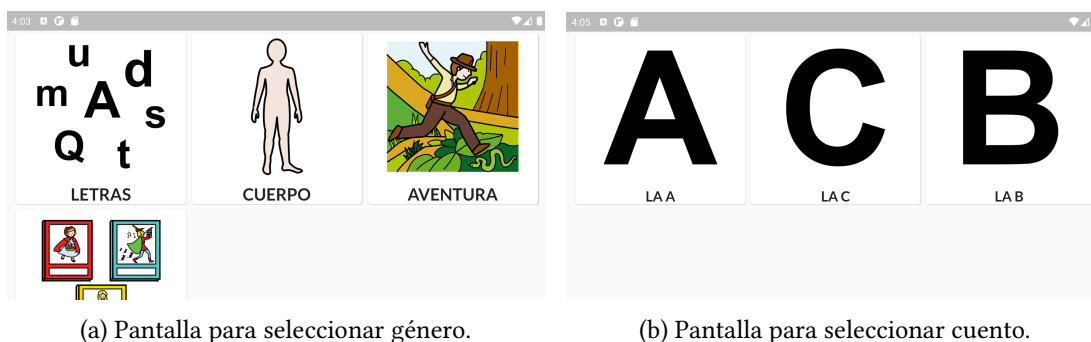 4:03
4:05
u d
m A s
Q t
LETRAS
CUERPO
AVENTURA
A
C
B
LA A
LA C
LA B
(a) Pantalla para seleccionar género.
(b) Pantalla para seleccionar cuento.